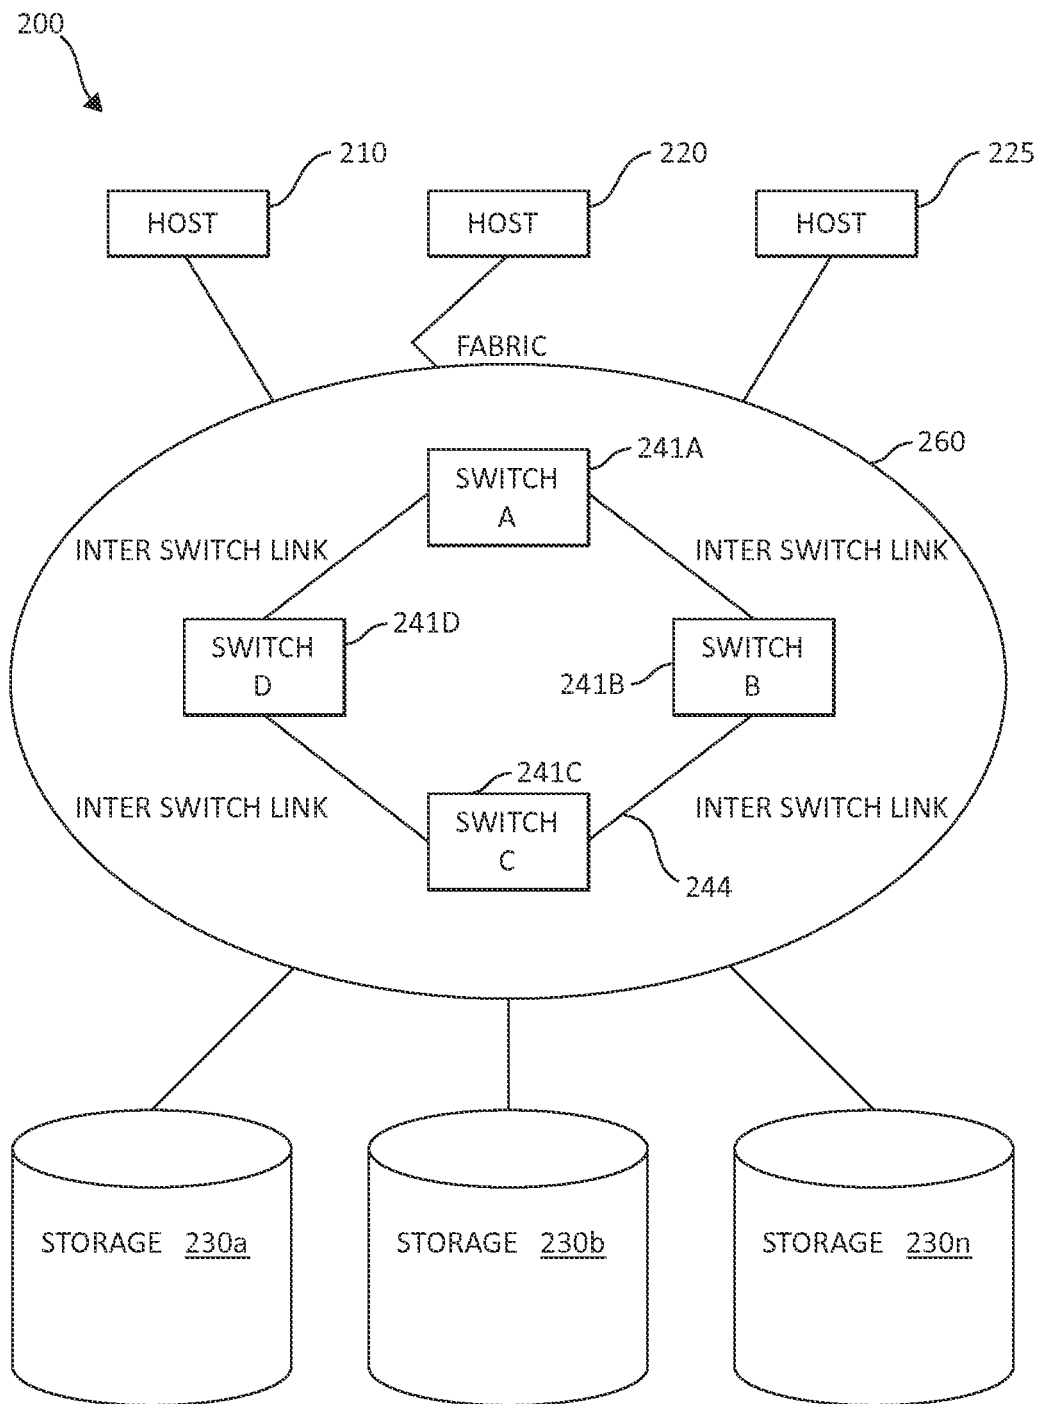 200
210
220
225
HOST
HOST
HOST
FABRIC
260
241A
SWITCH
A
INTER SWITCH LINK
INTER SWITCH LINK
241D
SWITCH
D
241B
SWITCH
B
241C
INTER SWITCH LINK
SWITCH
C
INTER SWITCH LINK
244
STORAGE 230a
STORAGE 230b
STORAGE 230n